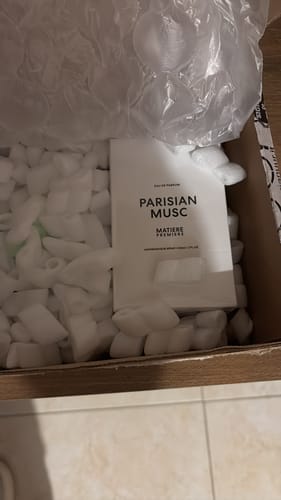 EAU DE PARFUM
PARISIAN
MUSC
MATIERE
PREMIERE